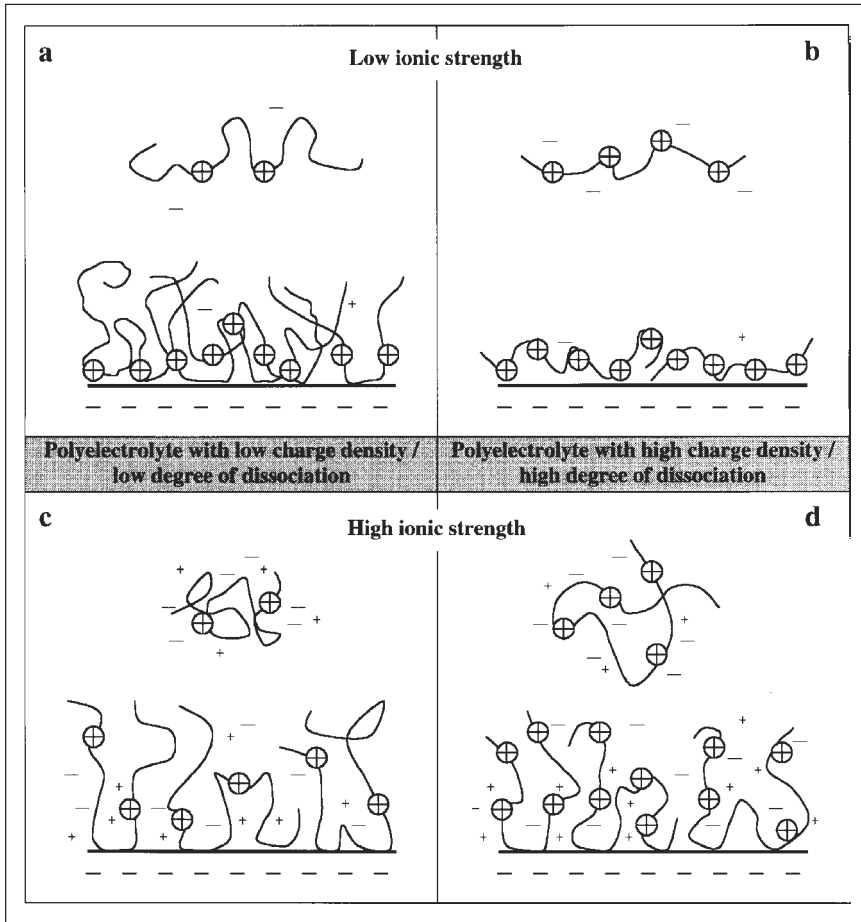 a
b
Low ionic strength
Polyelectrolyte with low charge density /
low degree of dissociation
Polyelectrolyte with high charge density /
high degree of dissociation
c
d
High ionic strength